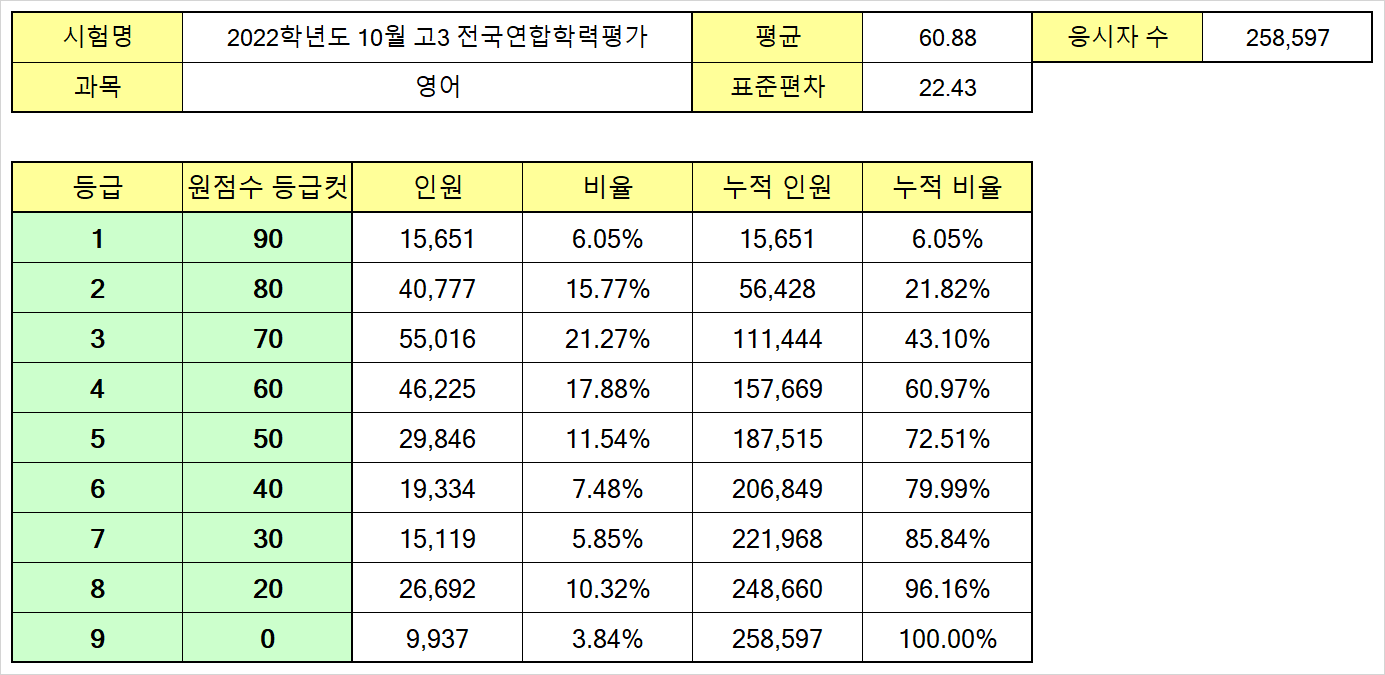 시험명 2022학년도 10월 고3 전국연합학력평가 평균 60.88 응시자 수 258,597
과목 영어 표준편차 22.43
등급 원점수 등급컷 인원 비율 누적 인원 누적 비율
1 90 15,651 6.05% 15,651 6.05%
2 80 40,777 15.77% 56,428 21.82%
3 70 55,016 21.27% 111,444 43.10%
4 60 46,225 17.88% 157,669 60.97%
5 50 29,846 11.54% 187,515 72.51%
6 40 19,334 7.48% 206,849 79.99%
7 30 15,119 5.85% 221,968 85.84%
8 20 26,692 10.32% 248,660 96.16%
9 0 9,937 3.84% 258,597 100.00%